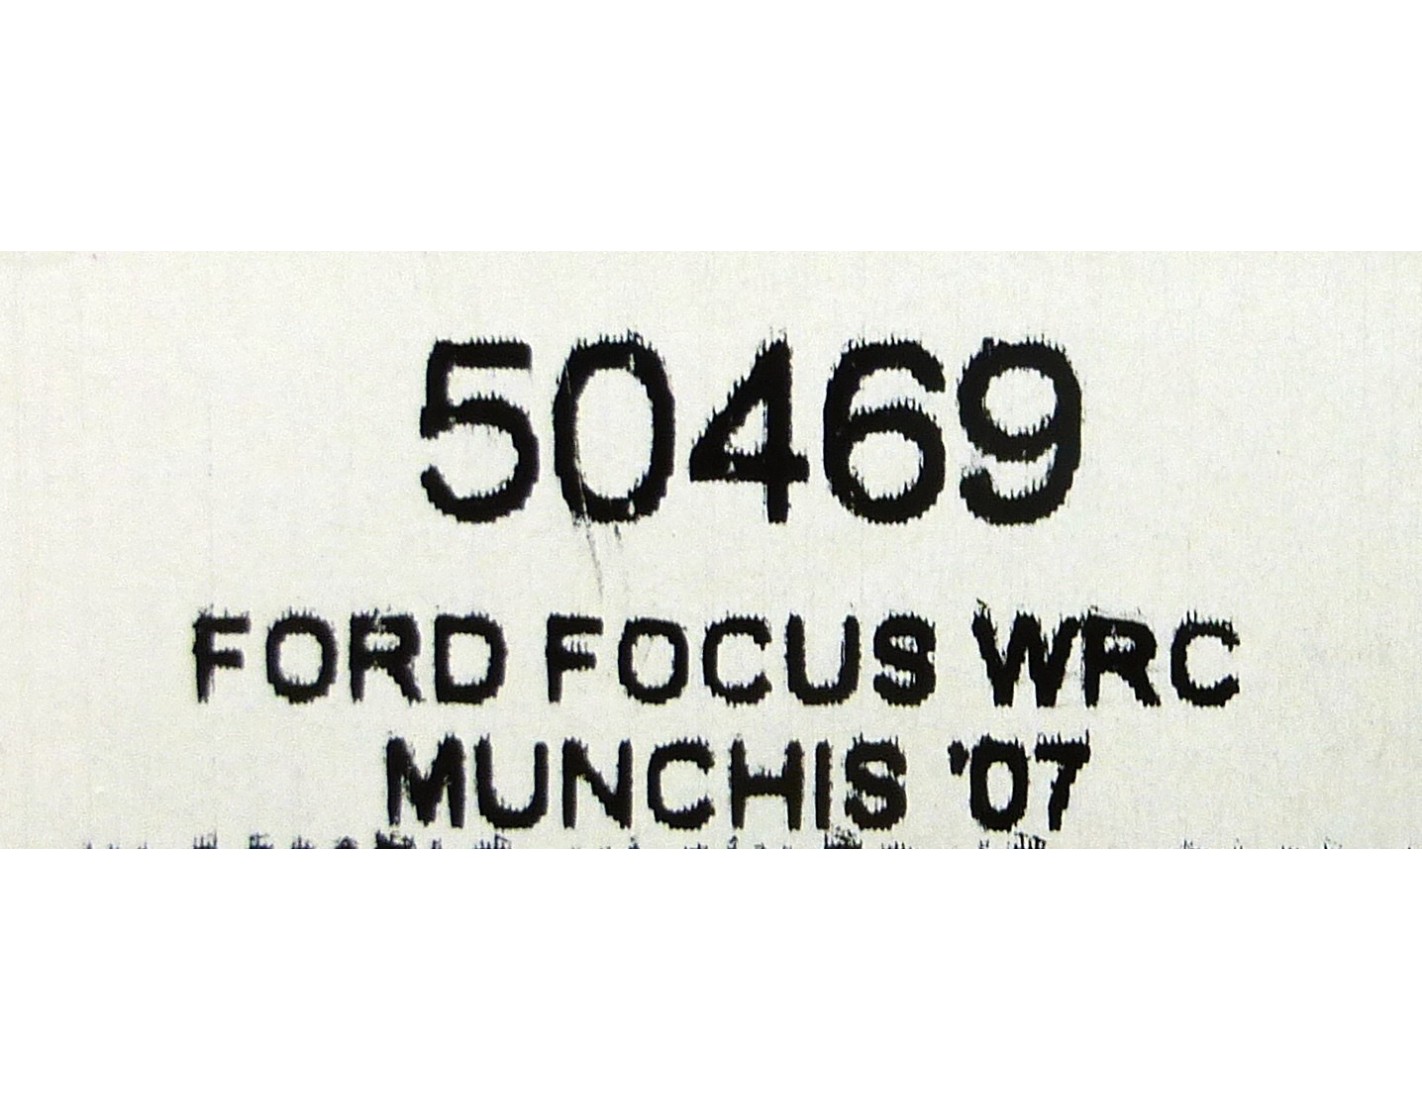 50469
FORD FOCUS WRC
MUNCHIS '07